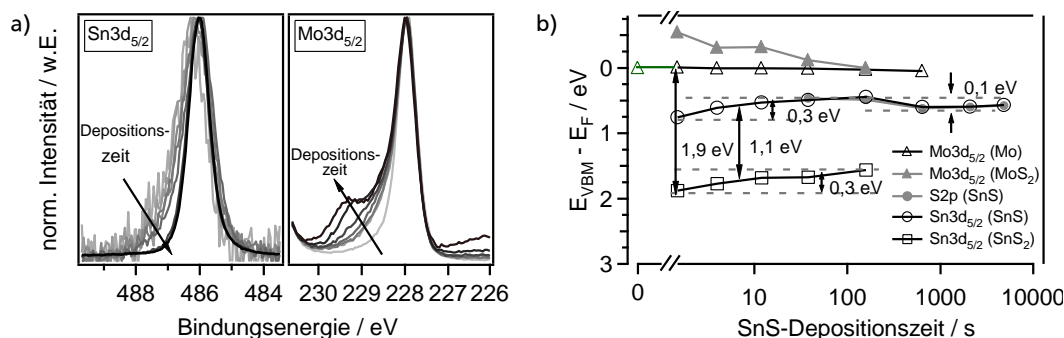 a)
Sn3d5/2
Mo3d5/2
Depositions-
zeit
Depositions-
zeit
norm. Intensität / w.E.
488 486 484
230 229 228 227 226
Bindungsenergie / eV
b)
EVBM - EF / eV
0
1
2
3
0,1 eV
0,3 eV
1,9 eV
1,1 eV
0,3 eV
Mo3d5/2 (Mo)
Mo3d5/2 (MoS2)
S2p (SnS)
Sn3d5/2 (SnS)
Sn3d5/2 (SnS2)
0 10 100 1000 10000
SnS-Depositionszeit / s